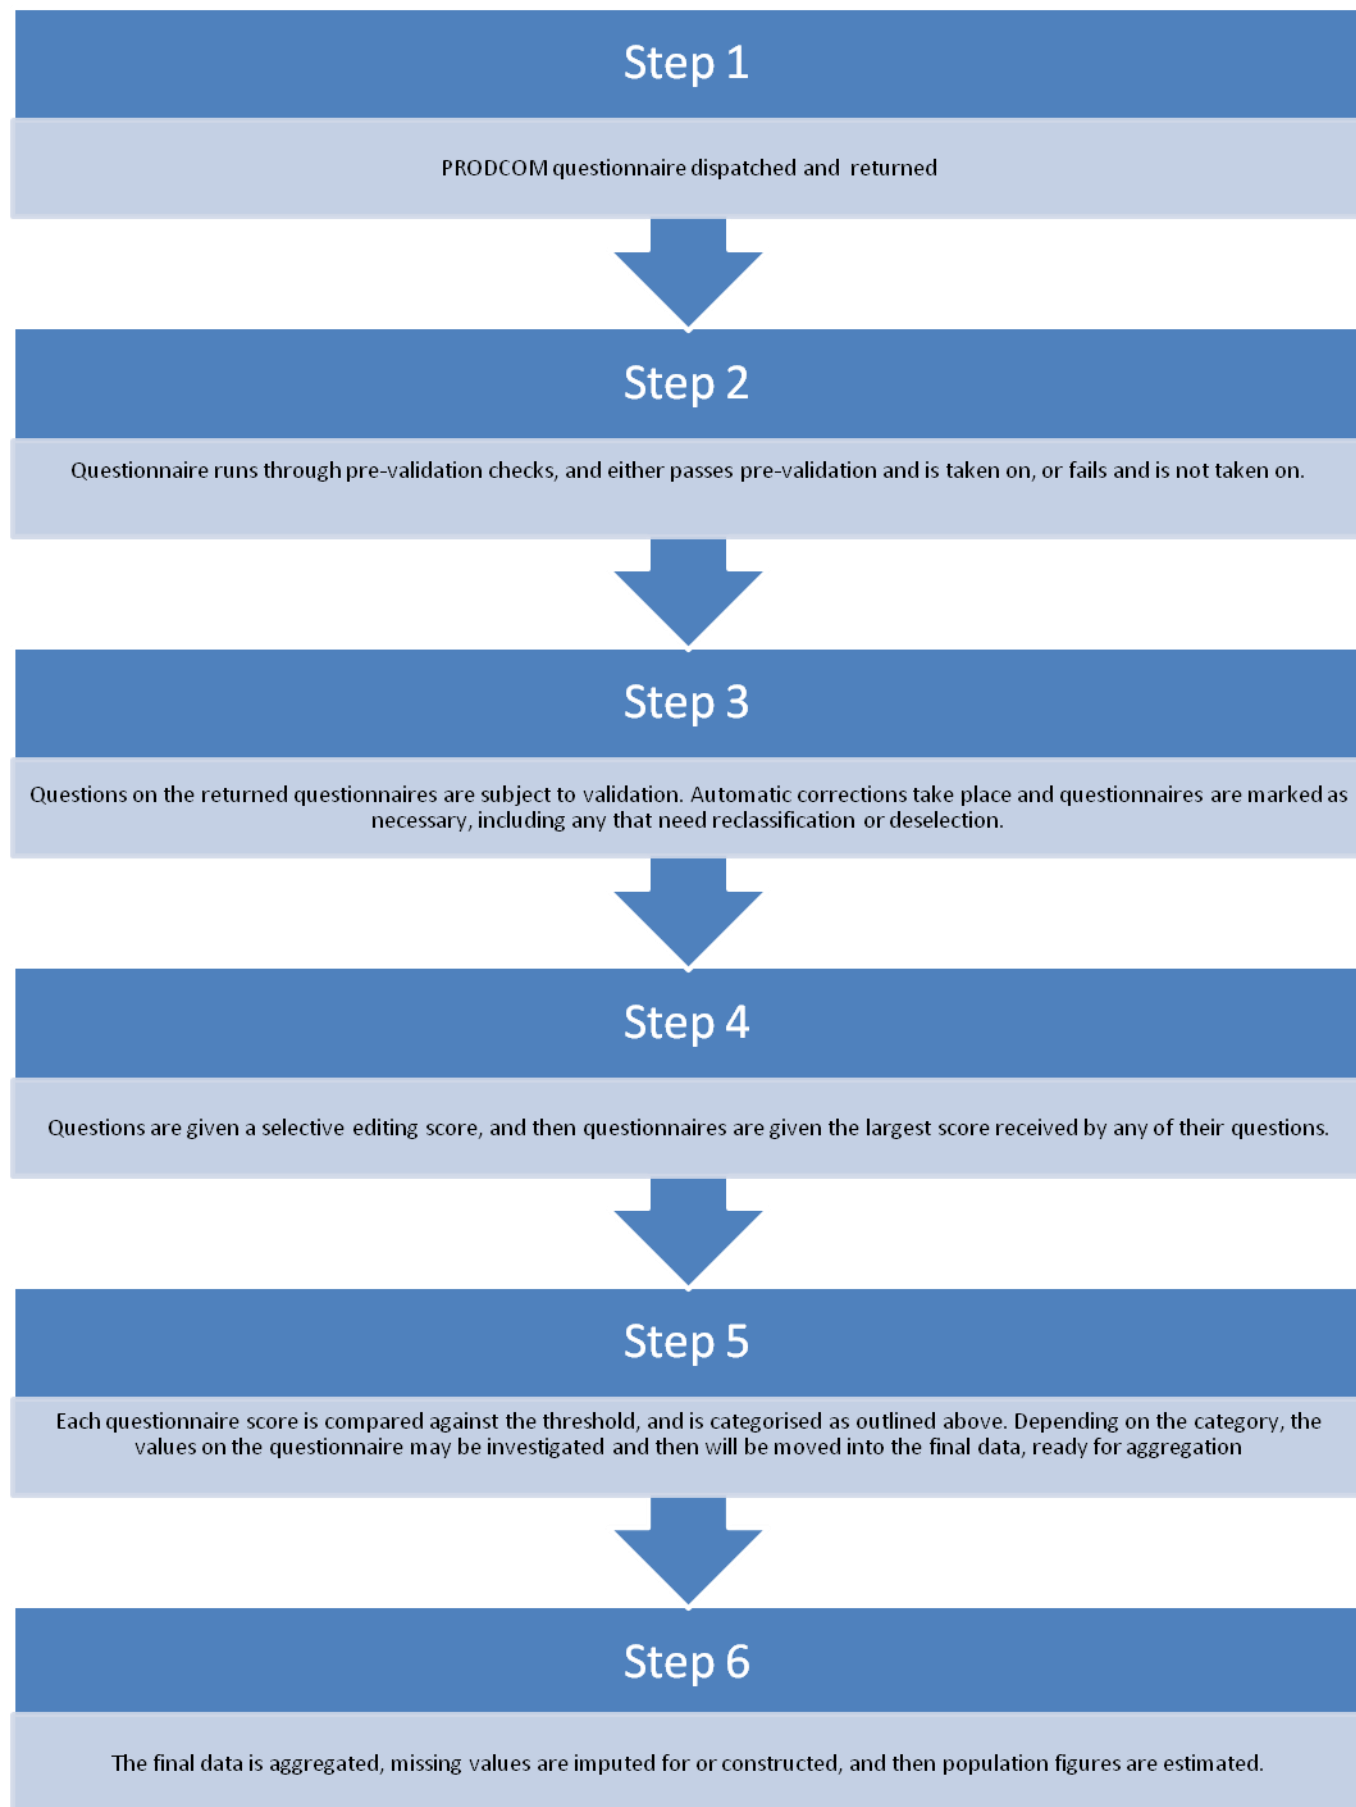 Step 1
PRODCOM questionnaire dispatched and returned
Step 2
Questionnaire runs through pre-validation checks, and either passes pre-validation and is taken on, or fails and is not taken on.
Step 3
Questions on the returned questionnaires are subject to validation. Automatic corrections take place and questionnaires are marked as
necessary, including any that need reclassification or deselection.
Step 4
Questions are given a selective editing score, and then questionnaires are given the largest score received by any of their questions.
Step 5
Each questionnaire score is compared against the threshold, and is categorised as outlined above. Depending on the category, the
values on the questionnaire may be investigated and then will be moved into the final data, ready for aggregation
Step 6
The final data is aggregated, missing values are imputed for or constructed, and then population figures are estimated.